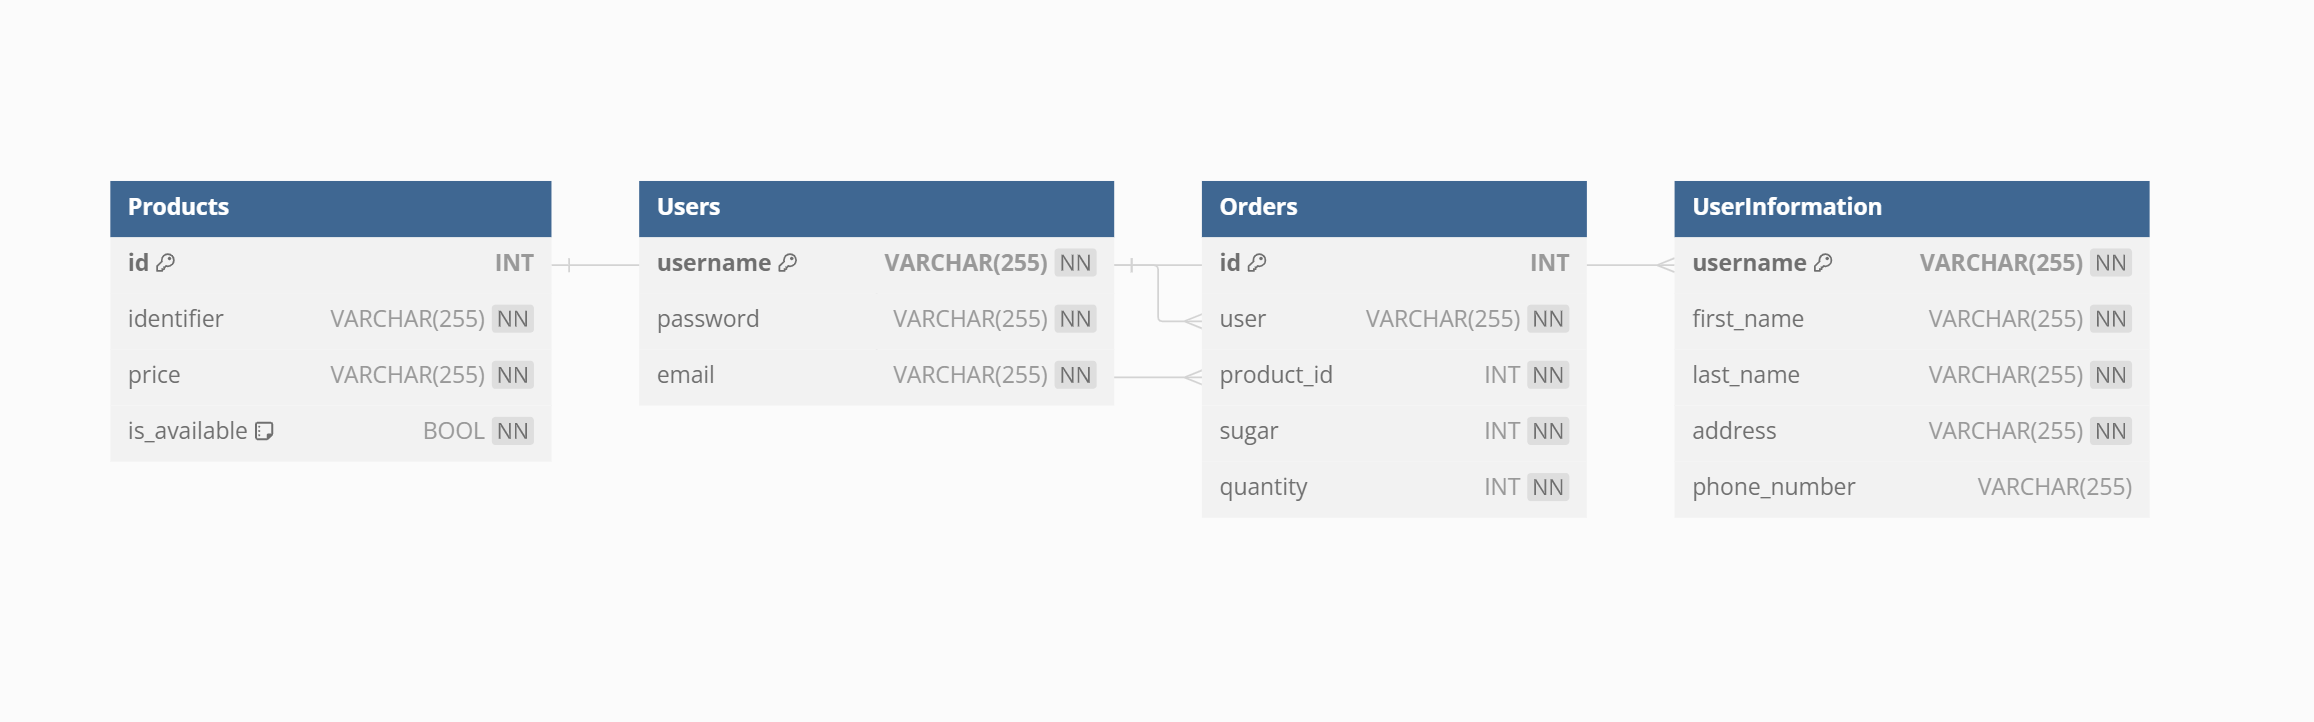 Products
id INT
identifier VARCHAR(255) NN
price VARCHAR(255) NN
is_available BOOL NN
Users
username VARCHAR(255) NN
password VARCHAR(255) NN
email VARCHAR(255) NN
Orders
id INT
user VARCHAR(255) NN
product_id INT NN
sugar INT NN
quantity INT NN
UserInformation
username VARCHAR(255) NN
first_name VARCHAR(255) NN
last_name VARCHAR(255) NN
address VARCHAR(255) NN
phone_number VARCHAR(255)